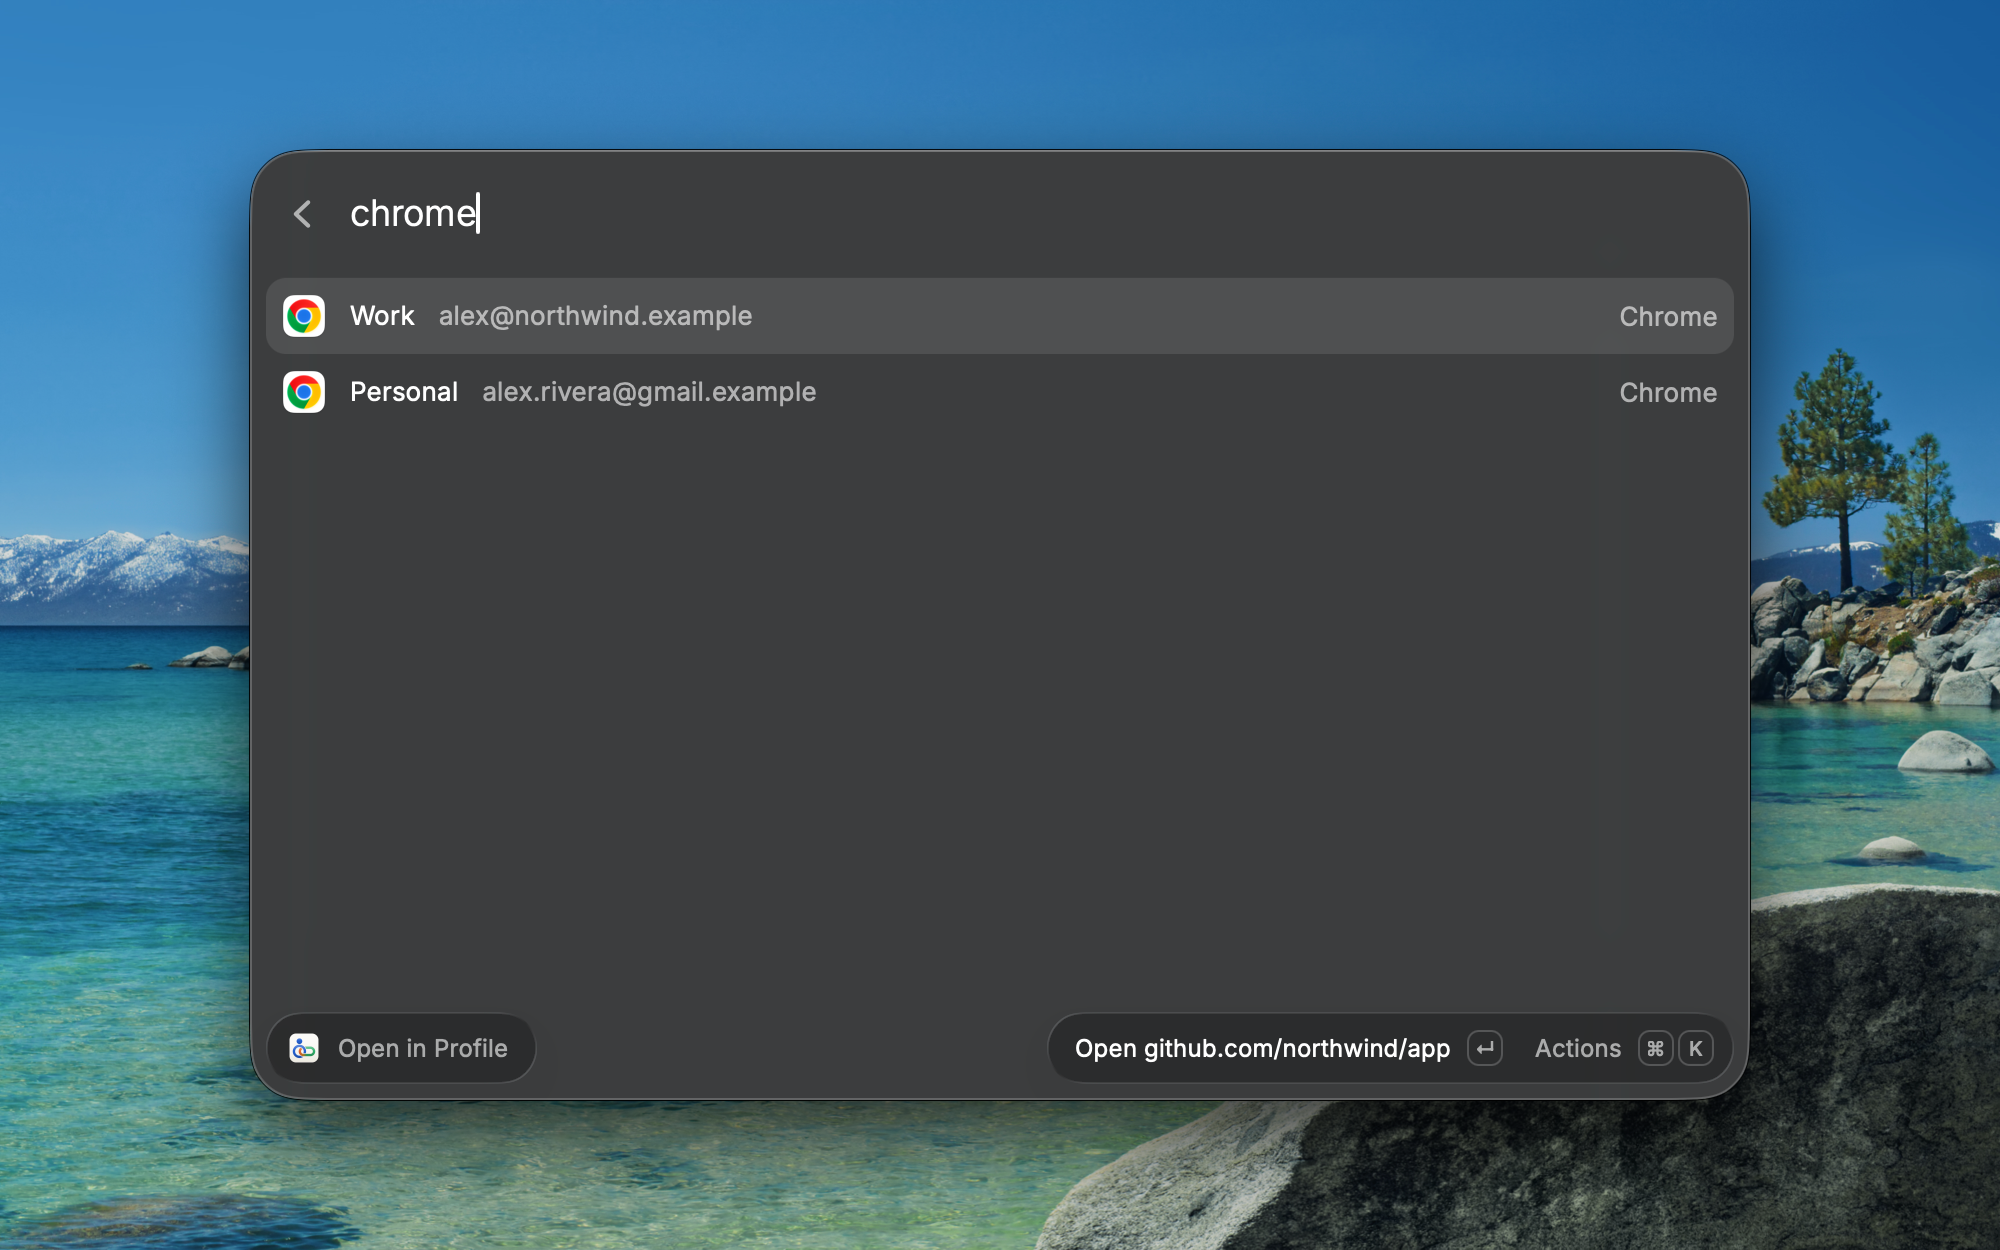 chrome
Work alex@northwind.example Chrome
Personal alex.rivera@gmail.example Chrome
Open in Profile Open github.com/northwind/app ↵ Actions ⌘ K